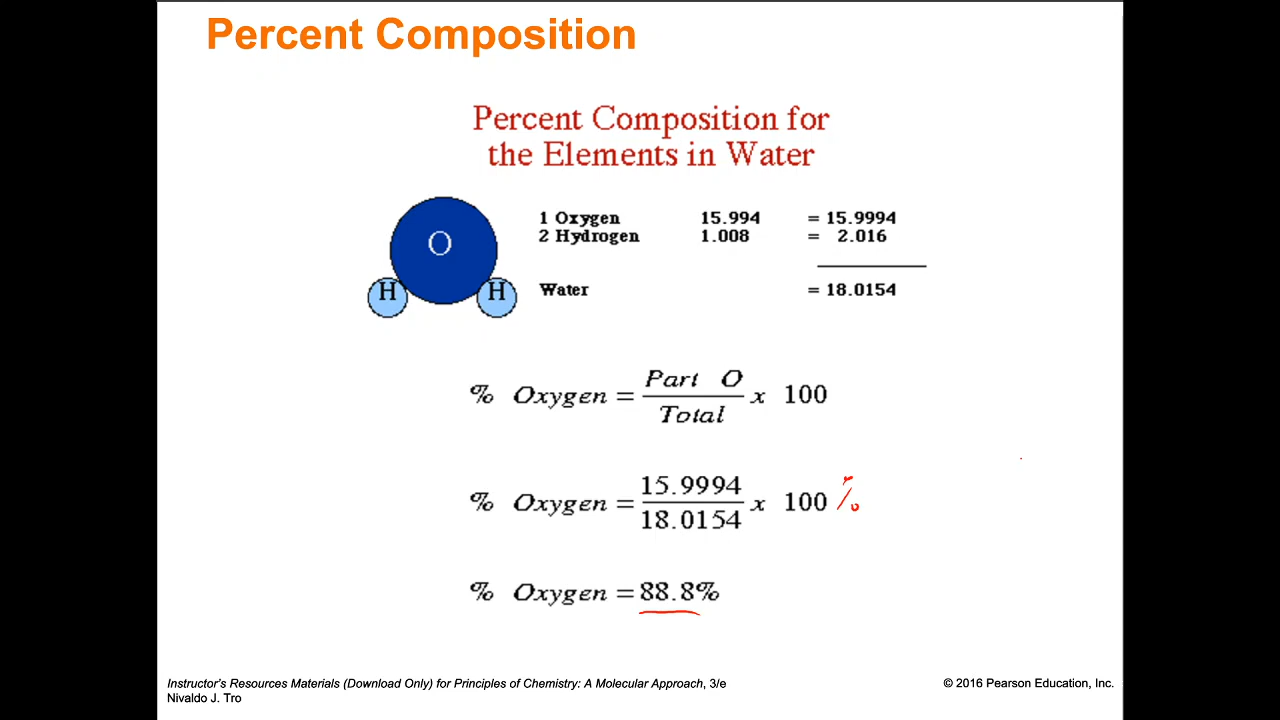 Percent Composition
Percent Composition for
the Elements in Water
O
H
H
1 Oxygen 15.994 = 15.9994
2 Hydrogen 1.008 = 2.016
Water = 18.0154
% Oxygen = Part O / Total x 100
% Oxygen = 15.9994 / 18.0154 x 100 %
% Oxygen = 88.8%
Instructor's Resources Materials (Download Only) for Principles of Chemistry: A Molecular Approach, 3/e
Nivaldo J. Tro
© 2016 Pearson Education, Inc.